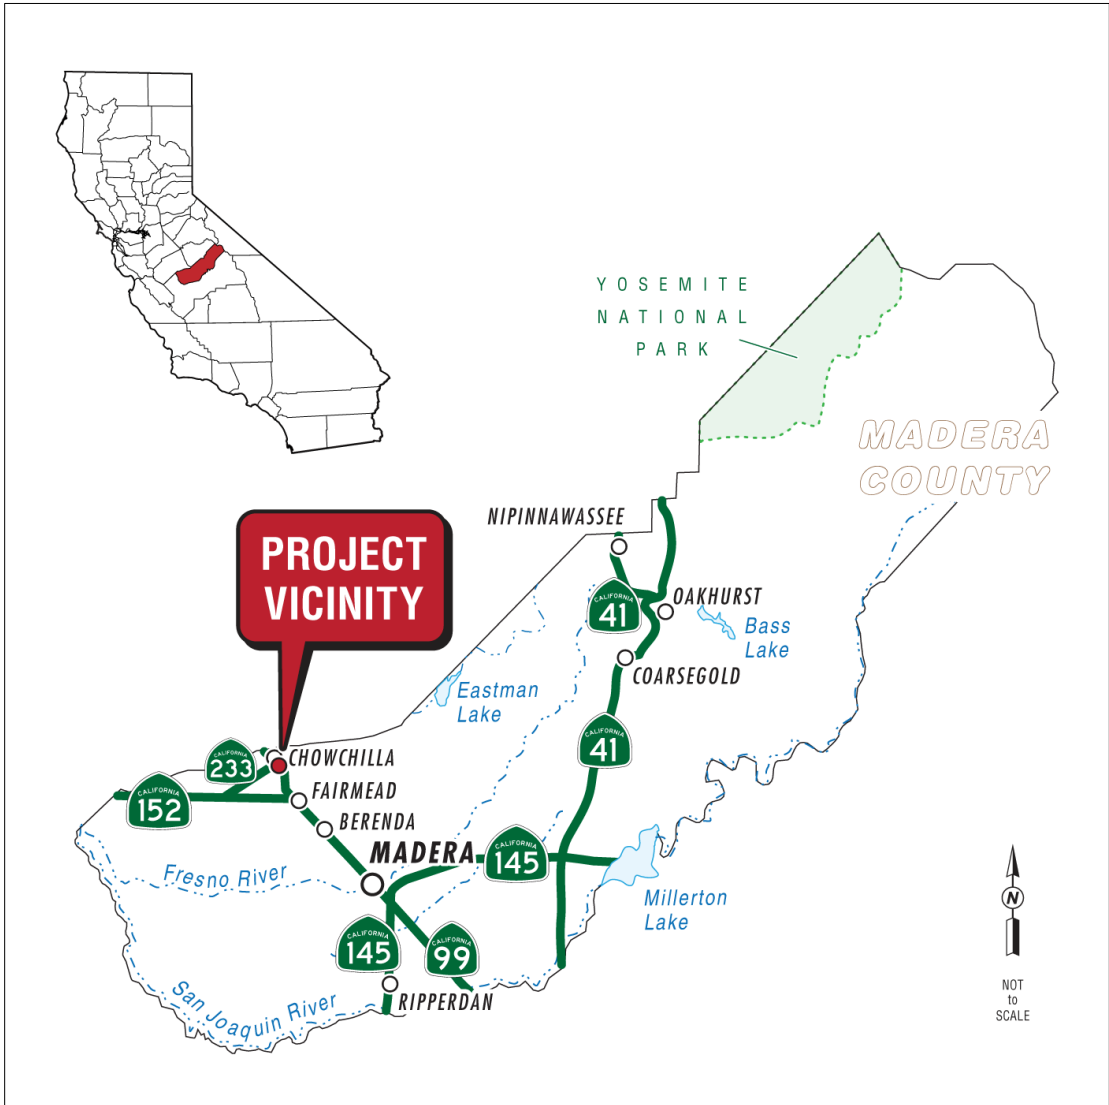 YOSEMITE
NATIONAL
PARK
MADERA
COUNTY
NIPINNAWASSEE
PROJECT
VICINITY
CALIFORNIA
41
OAKHURST
Bass
Lake
COARSEGOLD
Eastman
Lake
CALIFORNIA
41
CHOWCHILLA
CALIFORNIA
233
FAIRMEAD
CALIFORNIA
152
BERENDA
MADERA
CALIFORNIA
145
Fresno River
Millerton
Lake
N
CALIFORNIA
145
CALIFORNIA
99
San Joaquin River
RIPPERDAN
NOT
to
SCALE